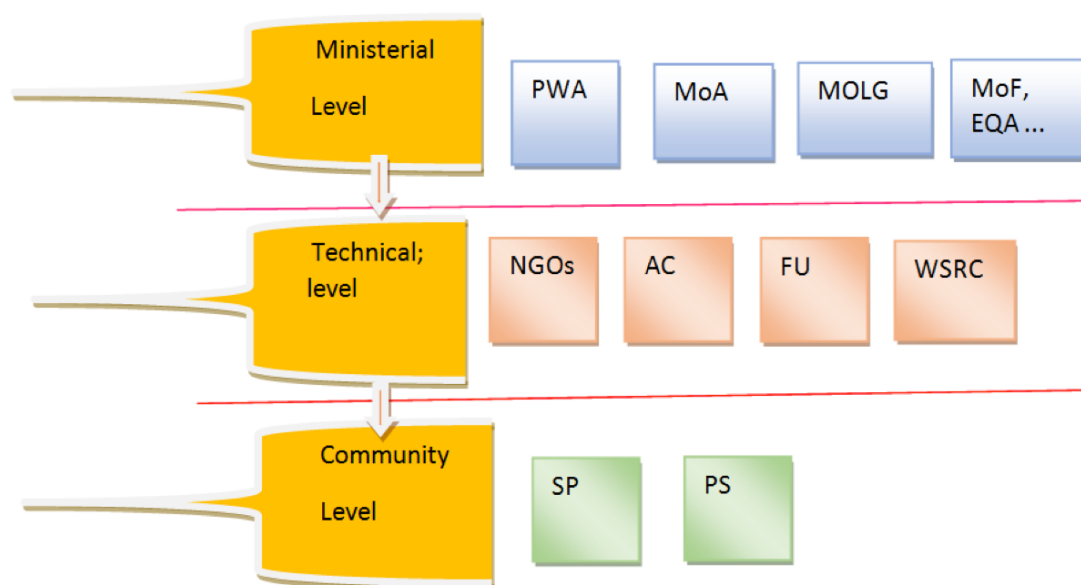 Ministerial
Level
PWA
MoA
MOLG
MoF,
EQA ...
Technical;
level
NGOs
AC
FU
WSRC
Community
Level
SP
PS